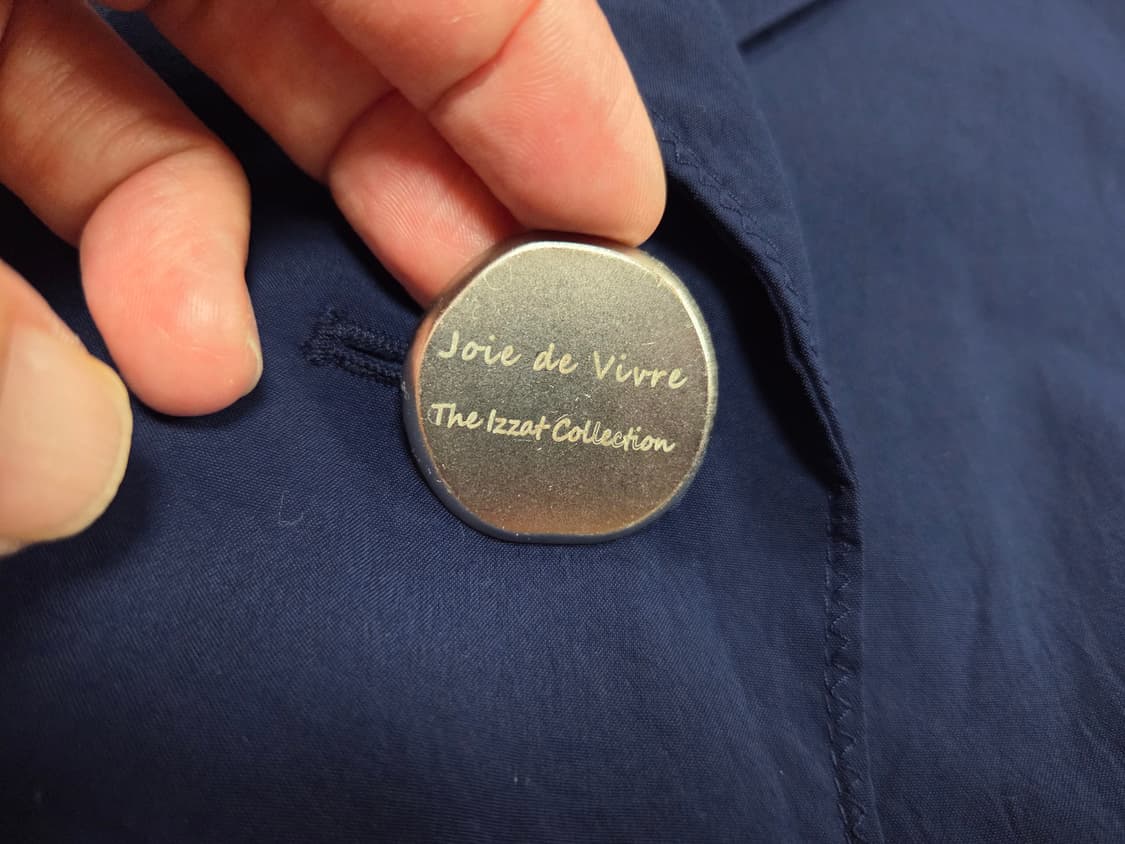 Joie de Vivre
The Izzat Collection